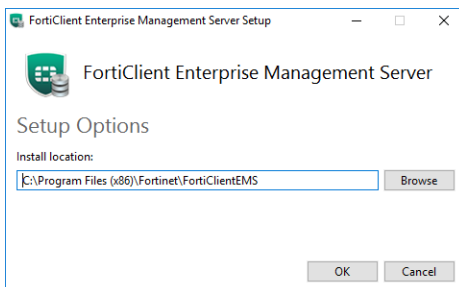 FortiClient Enterprise Management Server Setup
FortiClient Enterprise Management Server
Setup Options
Install location:
C:\Program Files (x86)\Fortinet\FortiClientEMS
Browse
OK
Cancel